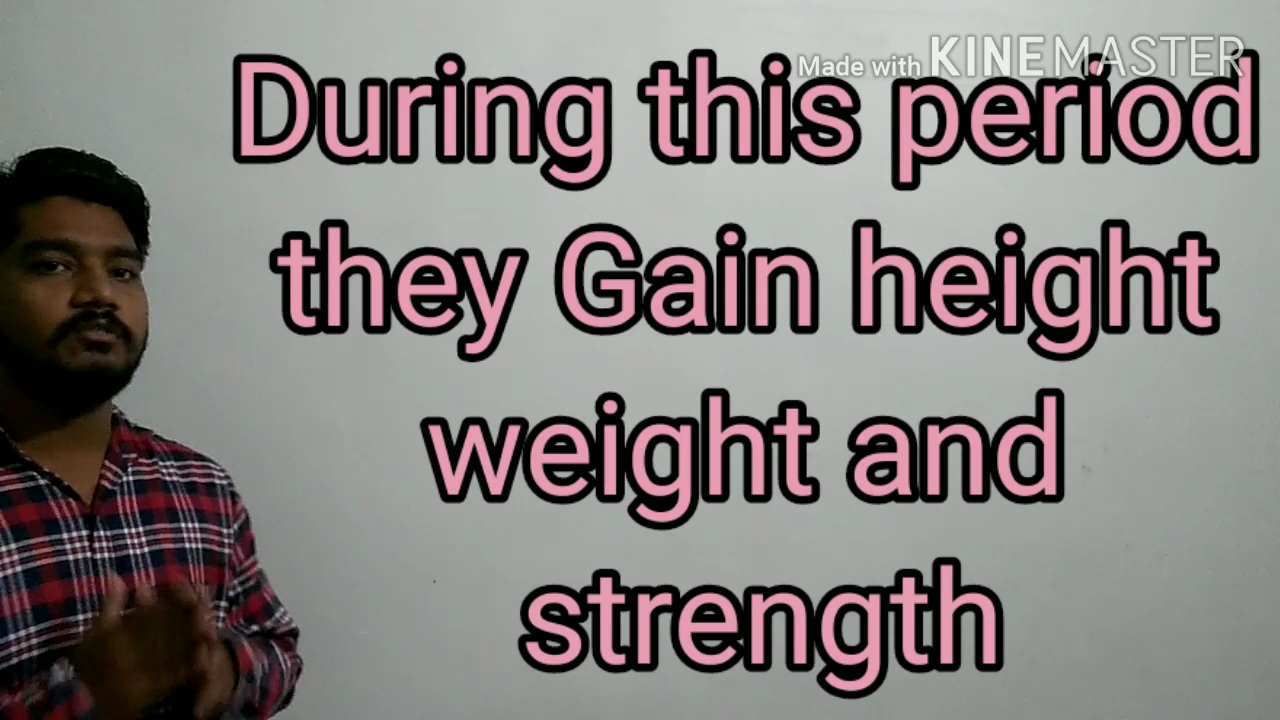 Made with KINEMASTER
During this period
they Gain height
weight and
strength